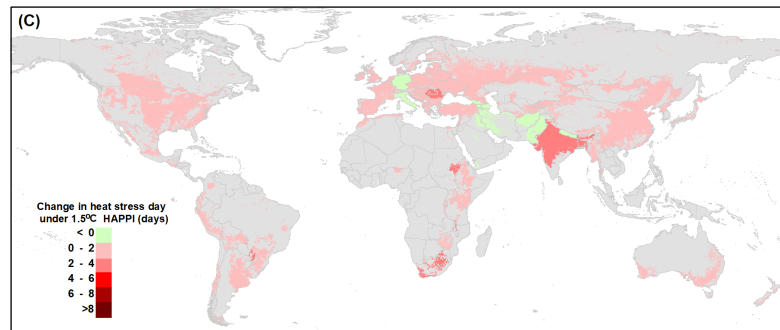 (C)
Change in heat stress day
under 1.5ºC HAPPI (days)
< 0
0 - 2
2 - 4
4 - 6
6 - 8
>8